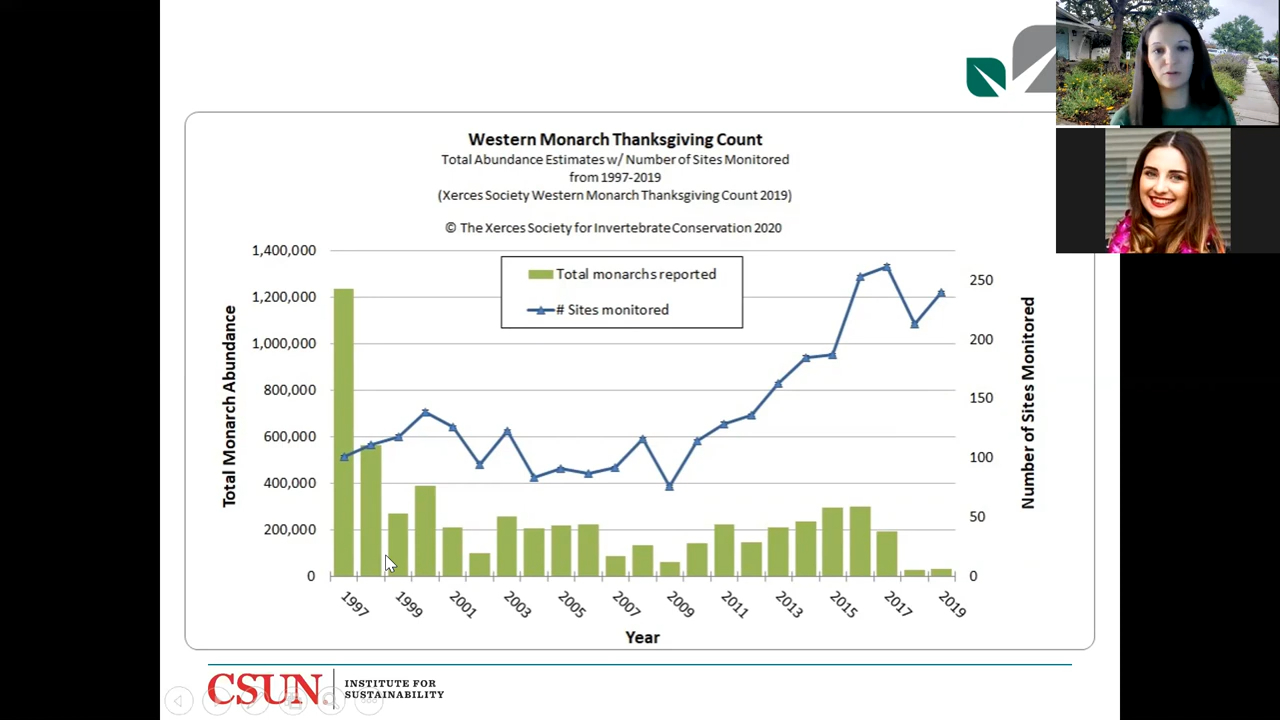 Western Monarch Thanksgiving Count
Total Abundance Estimates w/ Number of Sites Monitored
from 1997-2019
(Xerces Society Western Monarch Thanksgiving Count 2019)
© The Xerces Society for Invertebrate Conservation 2020
Total monarchs reported
# Sites monitored
Total Monarch Abundance
1,400,000
1,200,000
1,000,000
800,000
600,000
400,000
200,000
0
250
200
150
100
50
0
Number of Sites Monitored
1997 1999 2001 2003 2005 2007 2009 2011 2013 2015 2017 2019
Year
CSUN
INSTITUTE FOR
SUSTAINABILITY